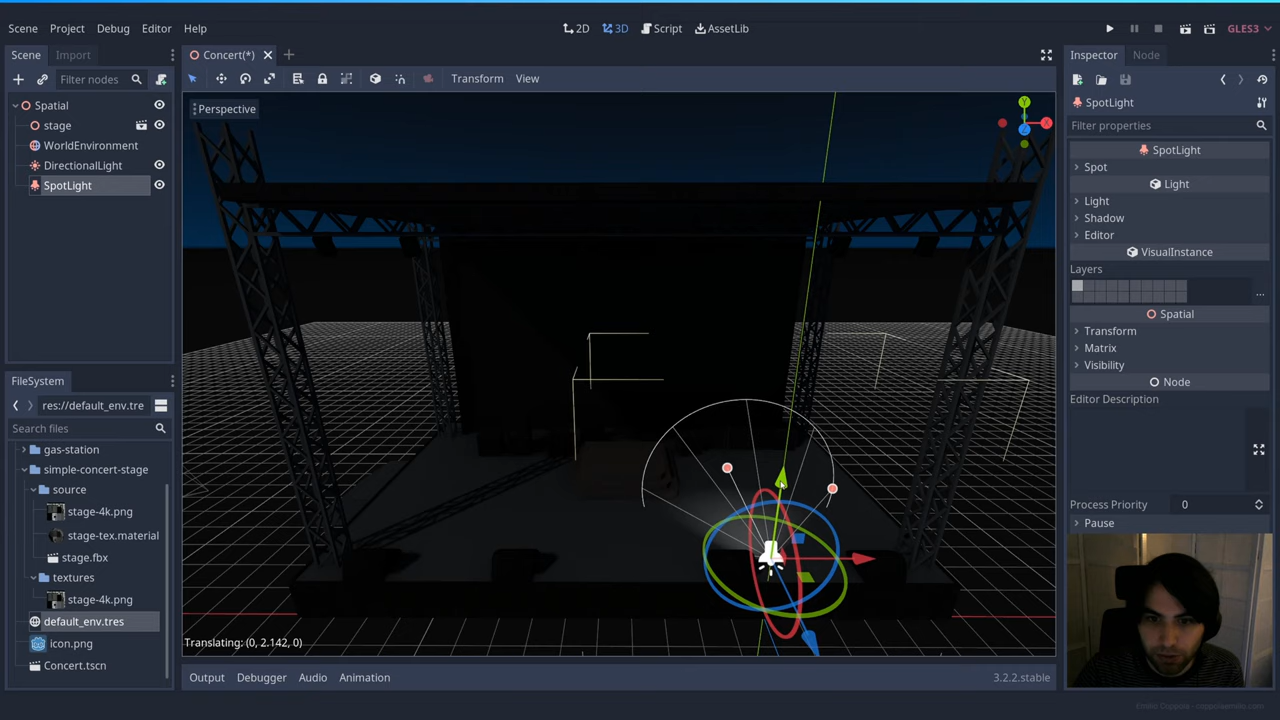 Scene Project Debug Editor Help
2D 3D Script AssetLib
GLES3
Scene Import
Filter nodes
Spatial
stage
WorldEnvironment
DirectionalLight
SpotLight
FileSystem
res://default_env.tre
Search files
gas-station
simple-concert-stage
source
stage-4k.png
stage-tex.material
stage.fbx
textures
stage-4k.png
default_env.tres
icon.png
Concert.tscn
Concert(*)
Transform View
Perspective
Y
X
Z
Translating: (0, 2.142, 0)
Output Debugger Audio Animation 3.2.2.stable
Inspector Node
SpotLight
Filter properties
SpotLight
Spot
Light
Light
Shadow
Editor
VisualInstance
Layers
...
Spatial
Transform
Matrix
Visibility
Node
Editor Description
Process Priority 0
Pause
Emilio Coppola - coppolaemilio.com